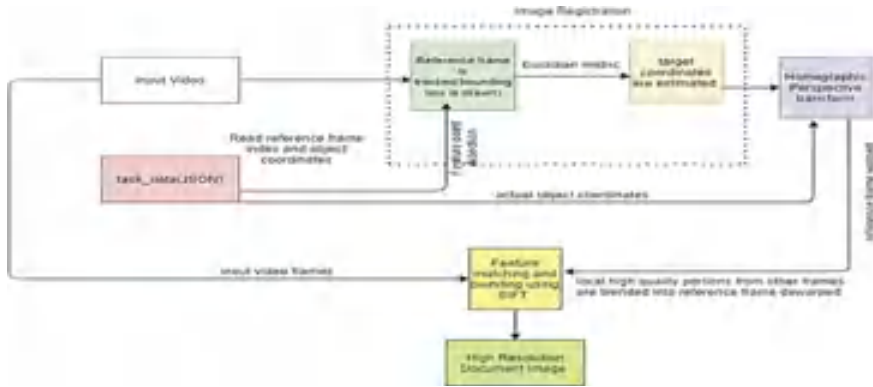 Image Registration
Input Video
Reference frame
is
tracked(bounding
box is drawn)
Euclidian metric
target
coordinates
are estimated
Homographic
Perspective
transform
Read reference frame
index and object
coordinates
task_data(JSON)
actual object coordinates
input video frames
Feature
matching and
blending using
SIFT
local high quality portions from other frames
are blended into reference frame dewarped
High Resolution
Document Image